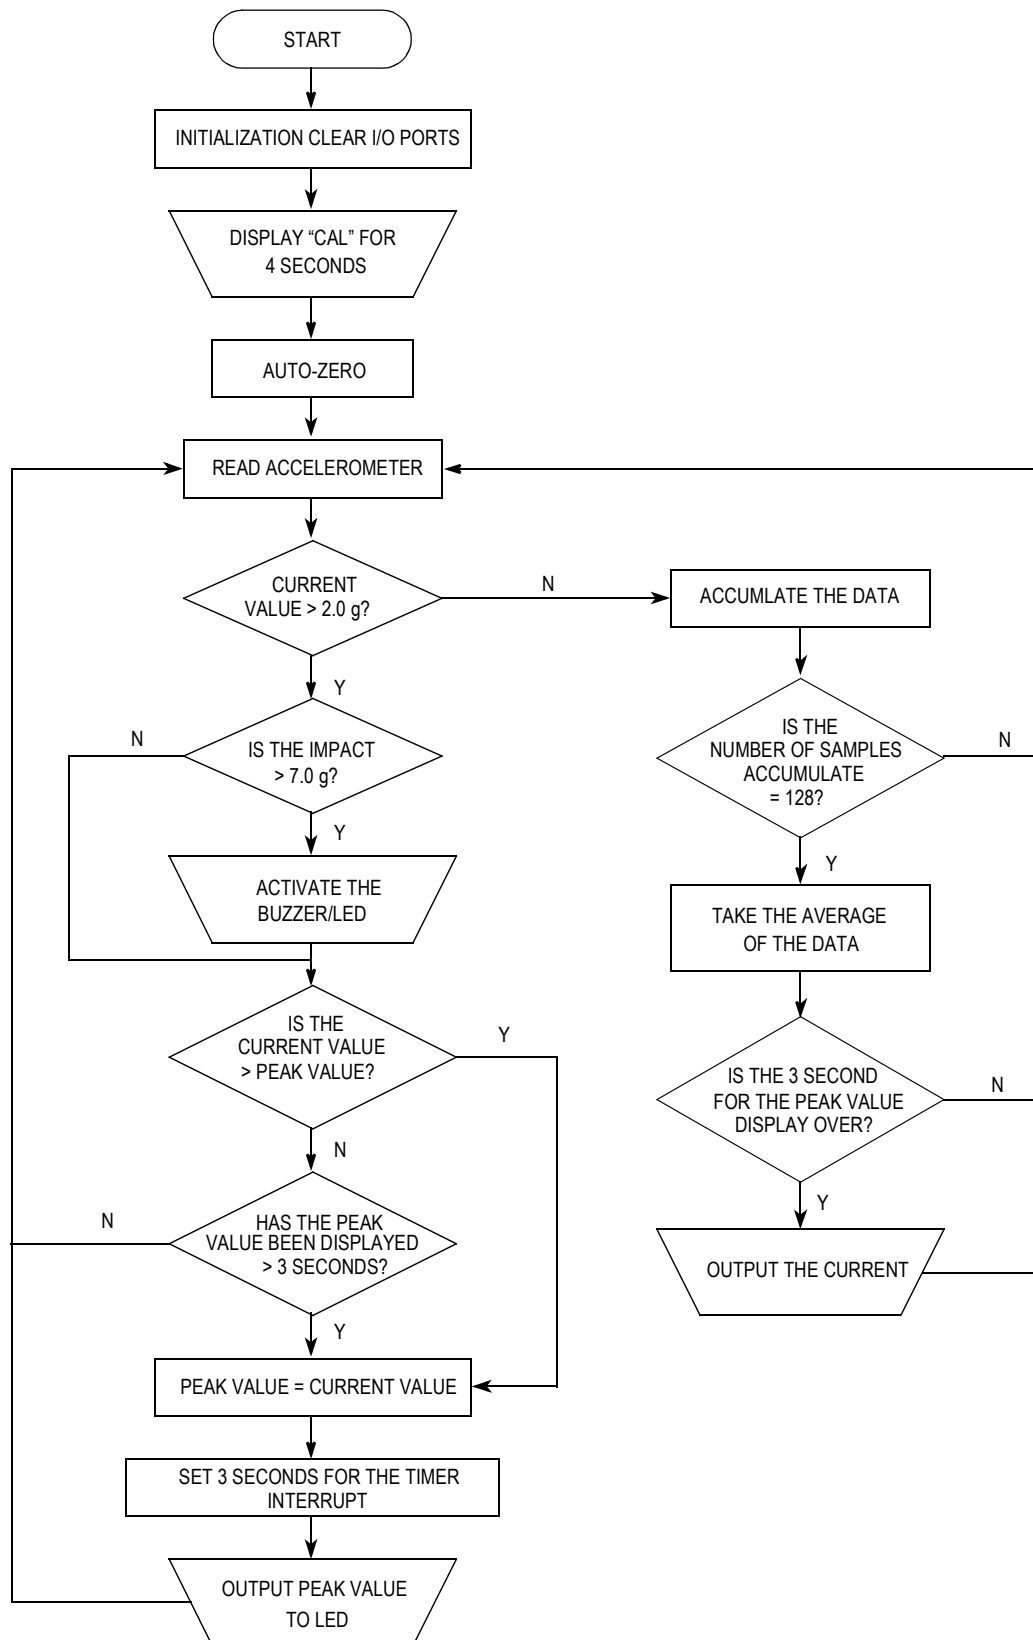 START
INITIALIZATION CLEAR I/O PORTS
DISPLAY “CAL” FOR
4 SECONDS
AUTO-ZERO
READ ACCELEROMETER
CURRENT
VALUE > 2.0 g?
N
Y
IS THE IMPACT
> 7.0 g?
N
Y
ACTIVATE THE
BUZZER/LED
IS THE
CURRENT VALUE
> PEAK VALUE?
Y
N
HAS THE PEAK
VALUE BEEN DISPLAYED
> 3 SECONDS?
N
Y
PEAK VALUE = CURRENT VALUE
SET 3 SECONDS FOR THE TIMER
INTERRUPT
OUTPUT PEAK VALUE
TO LED
ACCUMLATE THE DATA
IS THE
NUMBER OF SAMPLES
ACCUMULATE
= 128?
N
Y
TAKE THE AVERAGE
OF THE DATA
IS THE 3 SECOND
FOR THE PEAK VALUE
DISPLAY OVER?
N
Y
OUTPUT THE CURRENT